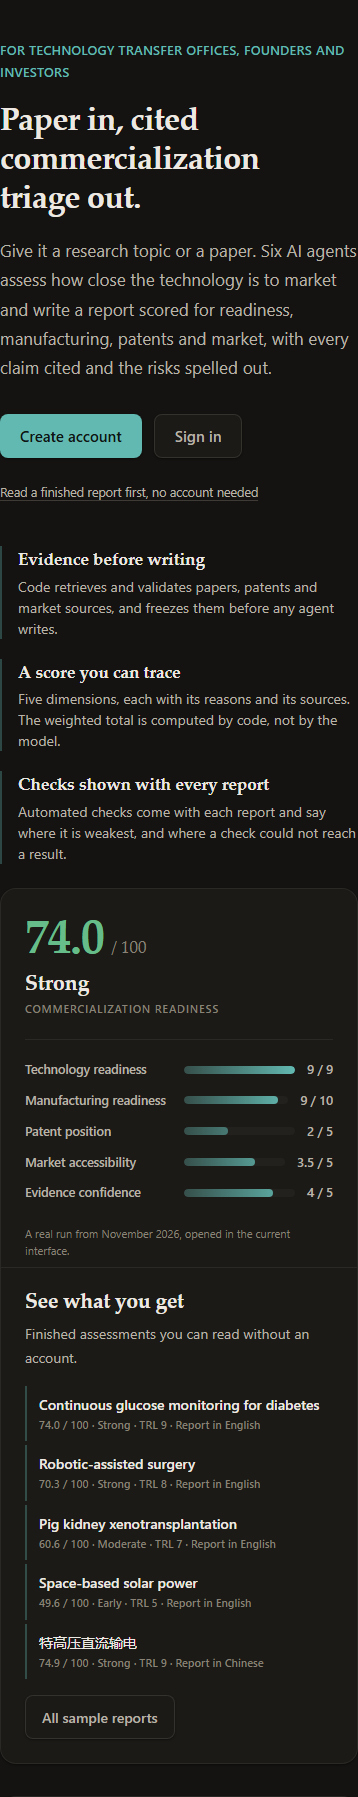 FOR TECHNOLOGY TRANSFER OFFICES, FOUNDERS AND
INVESTORS
Paper in, cited
commercialization
triage out.
Give it a research topic or a paper. Six AI agents
assess how close the technology is to market
and write a report scored for readiness,
manufacturing, patents and market, with every
claim cited and the risks spelled out.
Create account
Sign in
Read a finished report first, no account needed
Evidence before writing
Code retrieves and validates papers, patents and
market sources, and freezes them before any agent
writes.
A score you can trace
Five dimensions, each with its reasons and its sources.
The weighted total is computed by code, not by the
model.
Checks shown with every report
Automated checks come with each report and say
where it is weakest, and where a check could not reach
a result.
74.0 / 100
Strong
COMMERCIALIZATION READINESS
Technology readiness 9 / 9
Manufacturing readiness 9 / 10
Patent position 2 / 5
Market accessibility 3.5 / 5
Evidence confidence 4 / 5
A real run from November 2026, opened in the current
interface.
See what you get
Finished assessments you can read without an
account.
Continuous glucose monitoring for diabetes
74.0 / 100 · Strong · TRL 9 · Report in English
Robotic-assisted surgery
70.3 / 100 · Strong · TRL 8 · Report in English
Pig kidney xenotransplantation
60.6 / 100 · Moderate · TRL 7 · Report in English
Space-based solar power
49.6 / 100 · Early · TRL 5 · Report in English
特高压直流输电
74.9 / 100 · Strong · TRL 9 · Report in Chinese
All sample reports